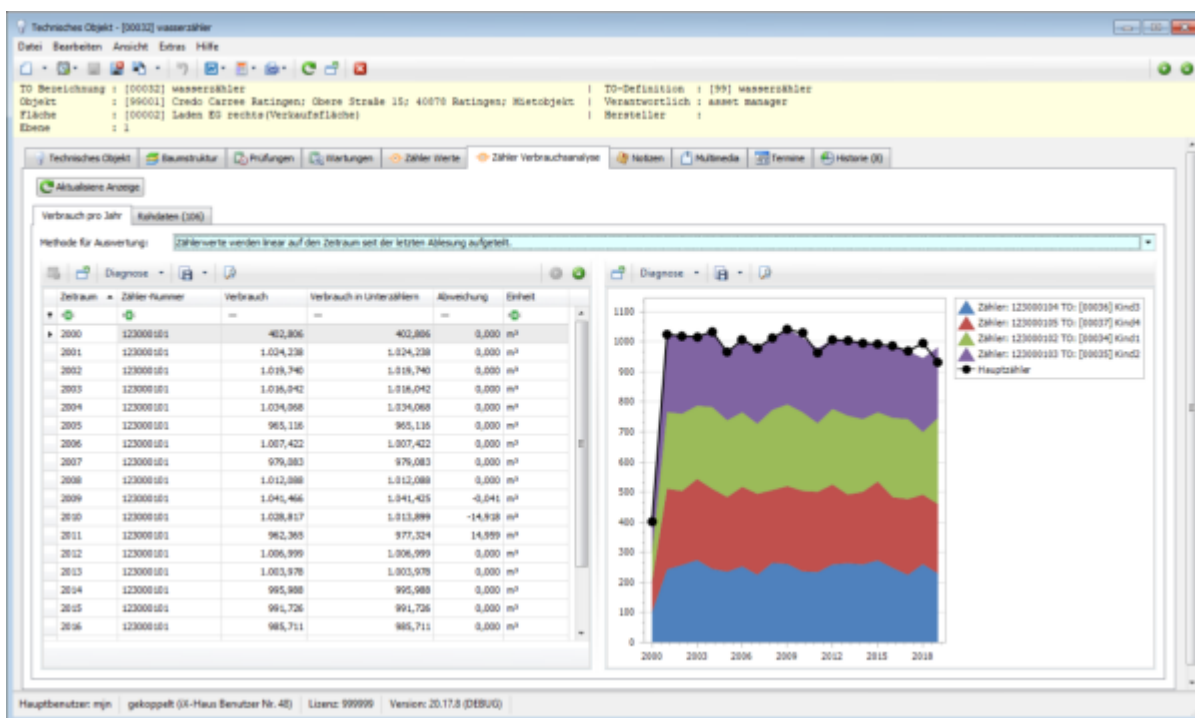 Technisches Objekt - [00032] wasserzähler
Datei Bearbeiten Ansicht Extras Hilfe
TO Bezeichnung : [00032] wasserzähler | TO-Definition : [99] wasserzähler
Objekt : [99001] Credo Carree Ratingen; Obere Straße 15; 40878 Ratingen; Mietobjekt | Verantwortlich : asset manager
Fläche : [00002] Laden EG rechts(Verkaufsfläche) | Hersteller :
Ebene : 1
Technisches Objekt Baumstruktur Prüfungen Wartungen Zähler Werte Zähler Verbrauchsanalyse Notizen Multimedia Termine Historie (8)
Aktualisiere Anzeige
Verbrauch pro Jahr Rohdaten (106)
Methode für Auswertung: Zählerwerte werden linear auf den Zeitraum seit der letzten Ablesung aufgeteilt.
Diagnose
Zeitraum Zähler-Nummer Verbrauch Verbrauch in Unterzählern Abweichung Einheit
2000 123000101 402,806 402,806 0,000 m³
2001 123000101 1.024,238 1.024,238 0,000 m³
2002 123000101 1.019,740 1.019,740 0,000 m³
2003 123000101 1.016,042 1.016,042 0,000 m³
2004 123000101 1.034,068 1.034,068 0,000 m³
2005 123000101 965,116 965,116 0,000 m³
2006 123000101 1.007,422 1.007,422 0,000 m³
2007 123000101 979,083 979,083 0,000 m³
2008 123000101 1.012,088 1.012,088 0,000 m³
2009 123000101 1.041,466 1.041,425 -0,041 m³
2010 123000101 1.028,817 1.013,899 -14,918 m³
2011 123000101 962,365 977,324 14,959 m³
2012 123000101 1.006,999 1.006,999 0,000 m³
2013 123000101 1.003,978 1.003,978 0,000 m³
2014 123000101 995,988 995,988 0,000 m³
2015 123000101 991,726 991,726 0,000 m³
2016 123000101 985,711 985,711 0,000 m³
Diagnose
1100
1000
900
800
700
600
500
400
300
200
100
0
2000 2003 2006 2009 2012 2015 2018
Zähler: 123000104 TO: [00036] Kind3
Zähler: 123000105 TO: [00037] Kind4
Zähler: 123000102 TO: [00034] Kind1
Zähler: 123000103 TO: [00035] Kind2
Hauptzähler
Hauptbenutzer: mjn gekoppelt (iX-Haus Benutzer Nr. 48) Lizenz: 999999 Version: 20.17.8 (DEBUG)